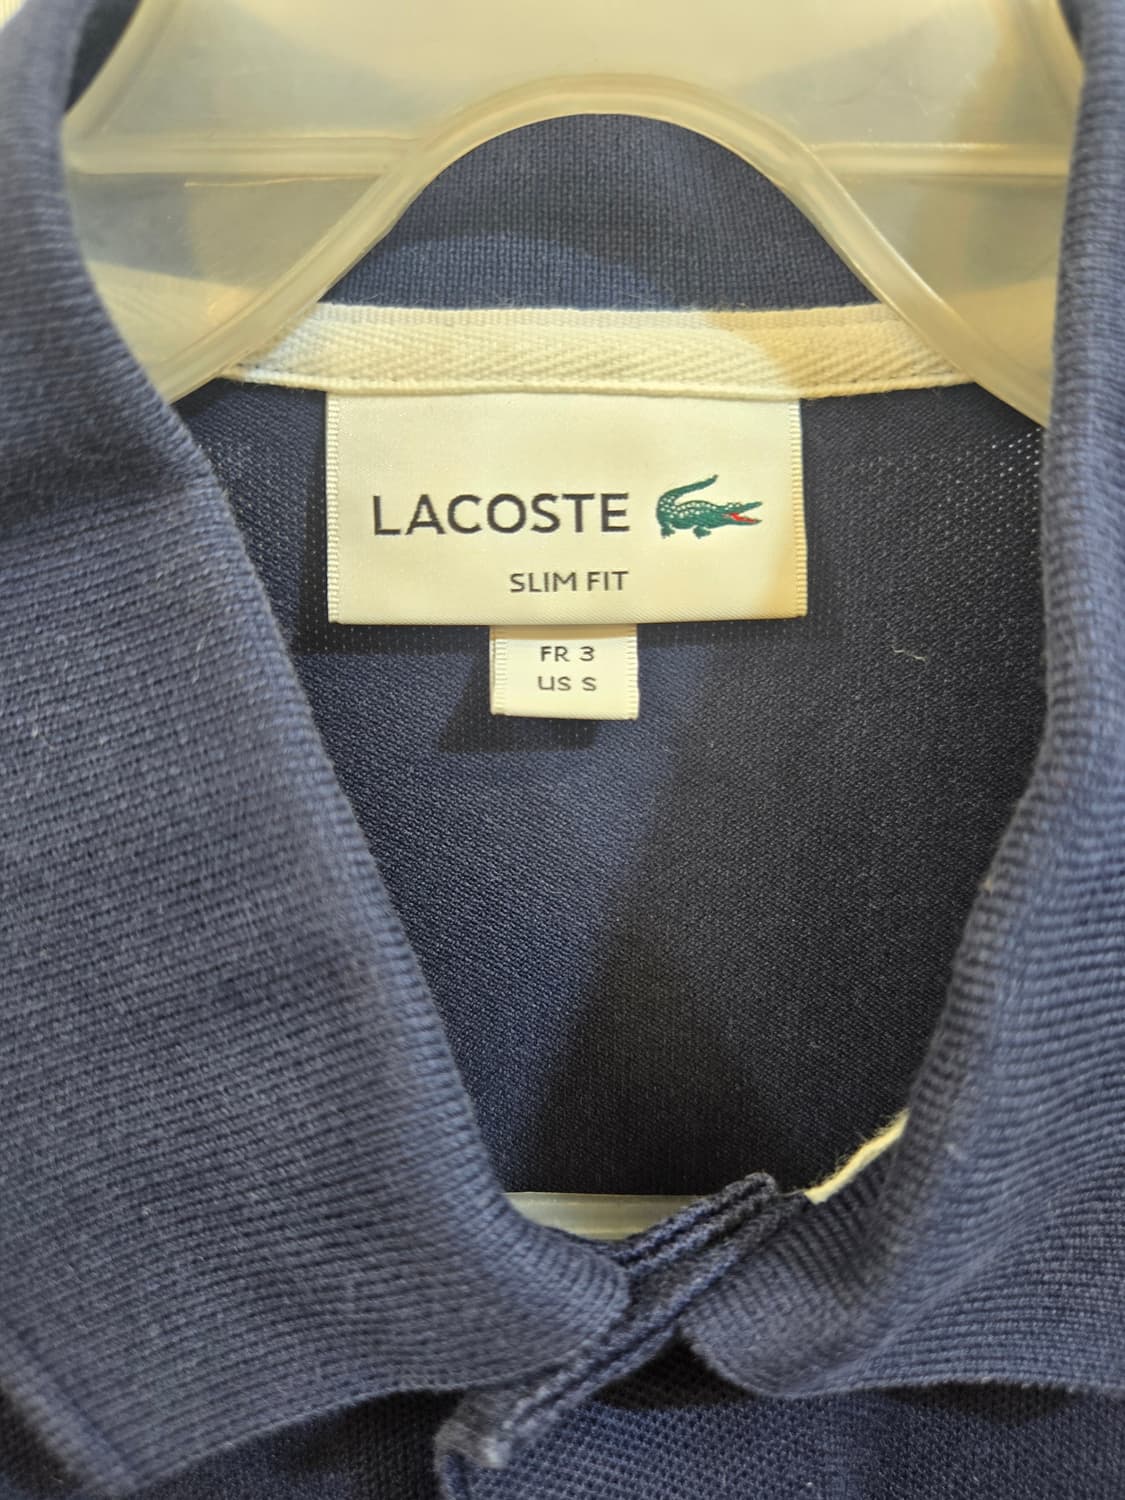 LACOSTE
SLIM FIT
FR 3
US S